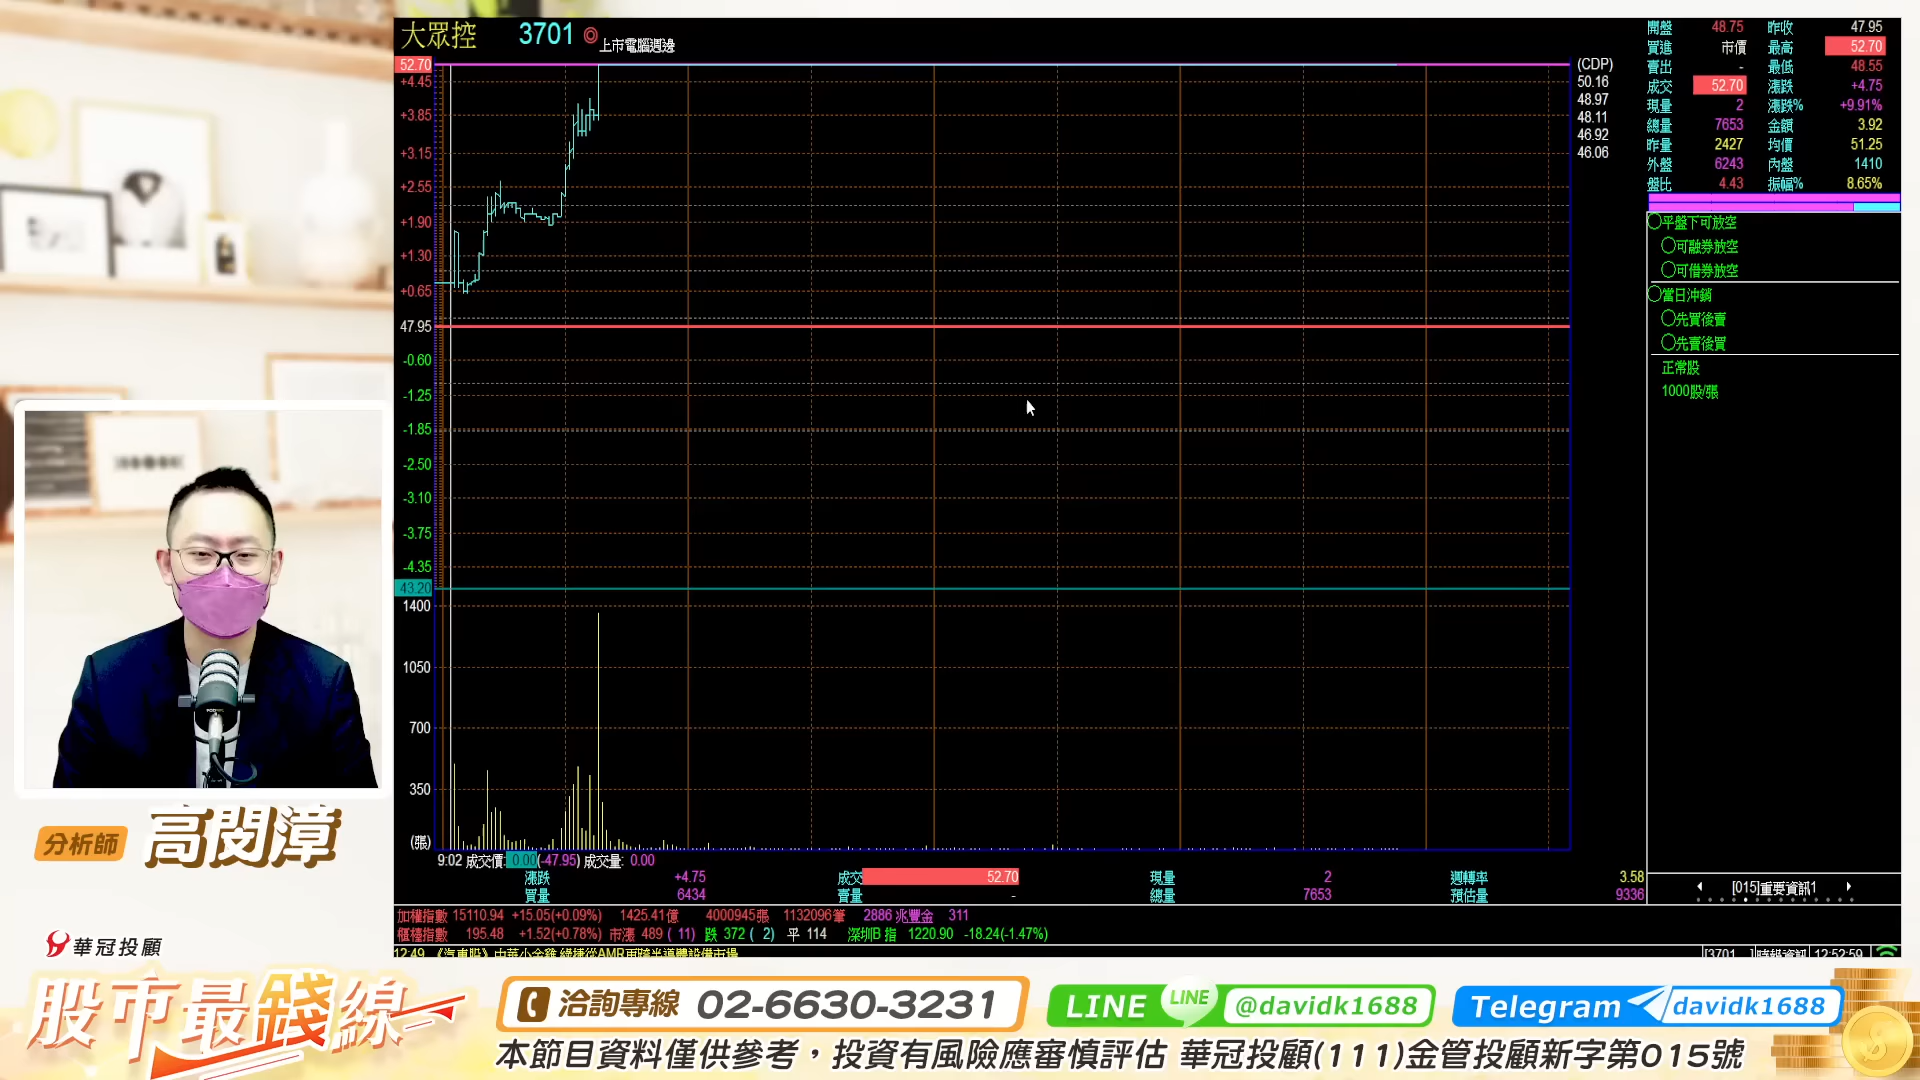 大眾控 3701 ◎上市電腦週邊
52.70
+4.45
+3.85
+3.15
+2.55
+1.90
+1.30
+0.65
47.95
-0.60
-1.25
-1.85
-2.50
-3.10
-3.75
-4.35
43.20
1400
1050
700
350
(張)
(CDP)
50.16
48.97
48.11
46.92
46.06
開盤 48.75 昨收 47.95
買進 市價 最高 52.70
賣出 - 最低 48.55
成交 52.70 漲跌 +4.75
現量 2 漲跌% +9.91%
總量 7653 金額 3.92
昨量 2427 均價 51.25
外盤 6243 內盤 1410
盤比 4.43 振幅% 8.65%
○平盤下可放空
○可融券放空
○可借券放空
○當日沖銷
○先買後賣
○先賣後買
正常股
1000股/張
[015]重要資訊1
9:02 成交價: 0.00(-47.95) 成交量: 0.00
漲跌 +4.75 成交 52.70 現量 2 週轉率 3.58
買量 6434 賣量 - 總量 7653 預估量 9336
加權指數 15110.94 +15.05(+0.09%) 1425.41億 4000945張 1132096筆 2886 兆豐金 311
櫃檯指數 195.48 +1.52(+0.78%) 市漲 489 ( 11) 跌 372 ( 2) 平 114 深圳B 指 1220.90 -18.24(-1.47%)
12:49
[3701 12:52:59
分析師 高閔漳
華冠投顧
股市最錢線
洽詢專線 02-6630-3231
LINE LINE @davidk1688
Telegram davidk1688
本節目資料僅供參考，投資有風險應審慎評估 華冠投顧(111)金管投顧新字第015號